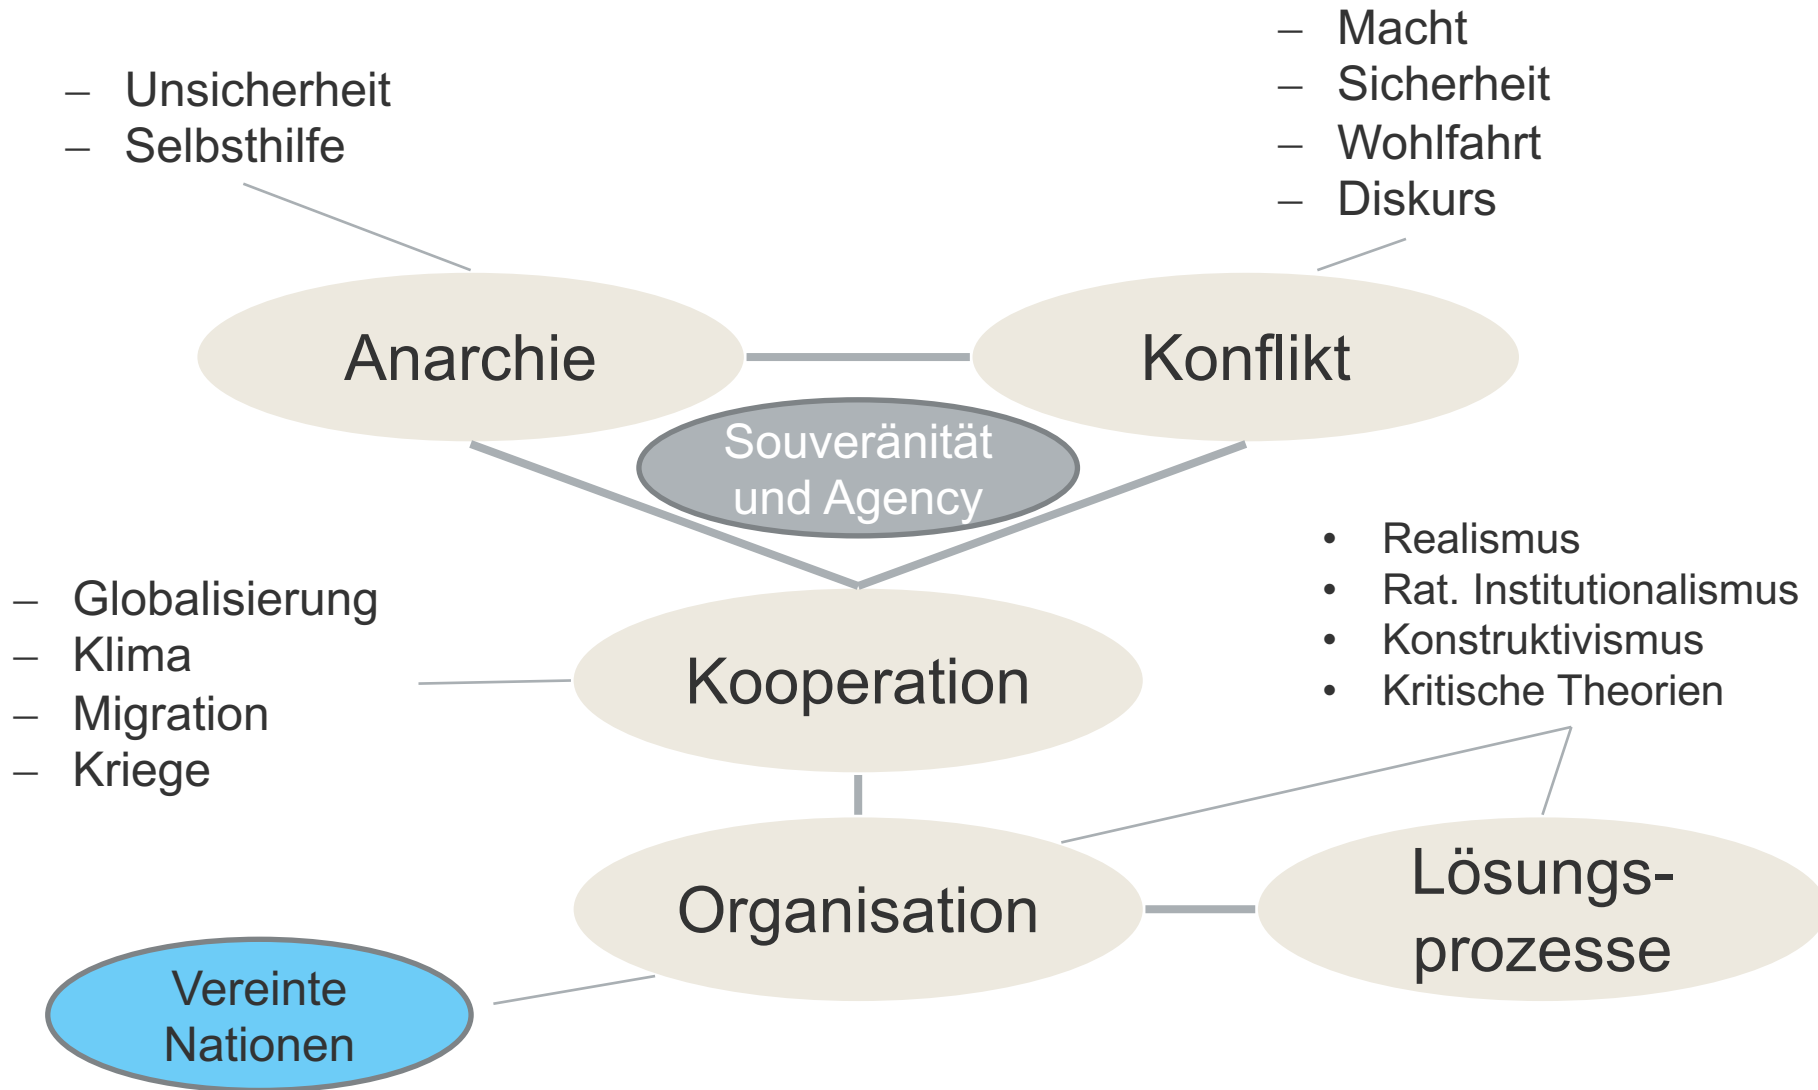 – Unsicherheit
– Selbsthilfe
– Macht
– Sicherheit
– Wohlfahrt
– Diskurs
Anarchie
Konflikt
Souveränität
und Agency
– Globalisierung
– Klima
– Migration
– Kriege
Kooperation
• Realismus
• Rat. Institutionalismus
• Konstruktivismus
• Kritische Theorien
Organisation
Lösungs-
prozesse
Vereinte
Nationen